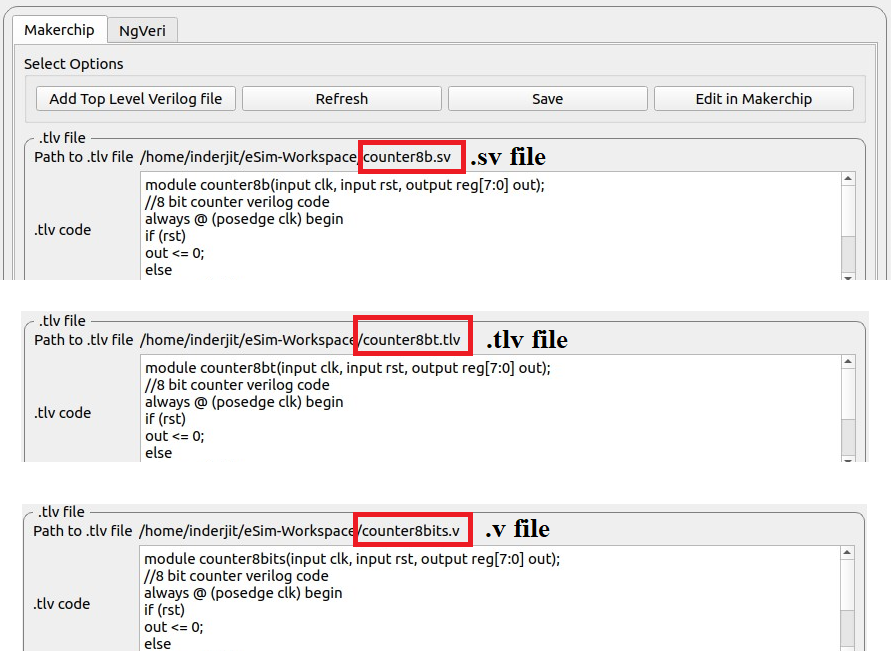 Makerchip NgVeri
Select Options
Add Top Level Verilog file Refresh Save Edit in Makerchip
.tlv file
Path to .tlv file /home/inderjit/eSim-Workspace/counter8b.sv .sv file
.tlv code
module counter8b(input clk, input rst, output reg[7:0] out);
//8 bit counter verilog code
always @ (posedge clk) begin
if (rst)
out <= 0;
else
.tlv file
Path to .tlv file /home/inderjit/eSim-Workspace/counter8bt.tlv .tlv file
.tlv code
module counter8bt(input clk, input rst, output reg[7:0] out);
//8 bit counter verilog code
always @ (posedge clk) begin
if (rst)
out <= 0;
else
.tlv file
Path to .tlv file /home/inderjit/eSim-Workspace/counter8bits.v .v file
.tlv code
module counter8bits(input clk, input rst, output reg[7:0] out);
//8 bit counter verilog code
always @ (posedge clk) begin
if (rst)
out <= 0;
else